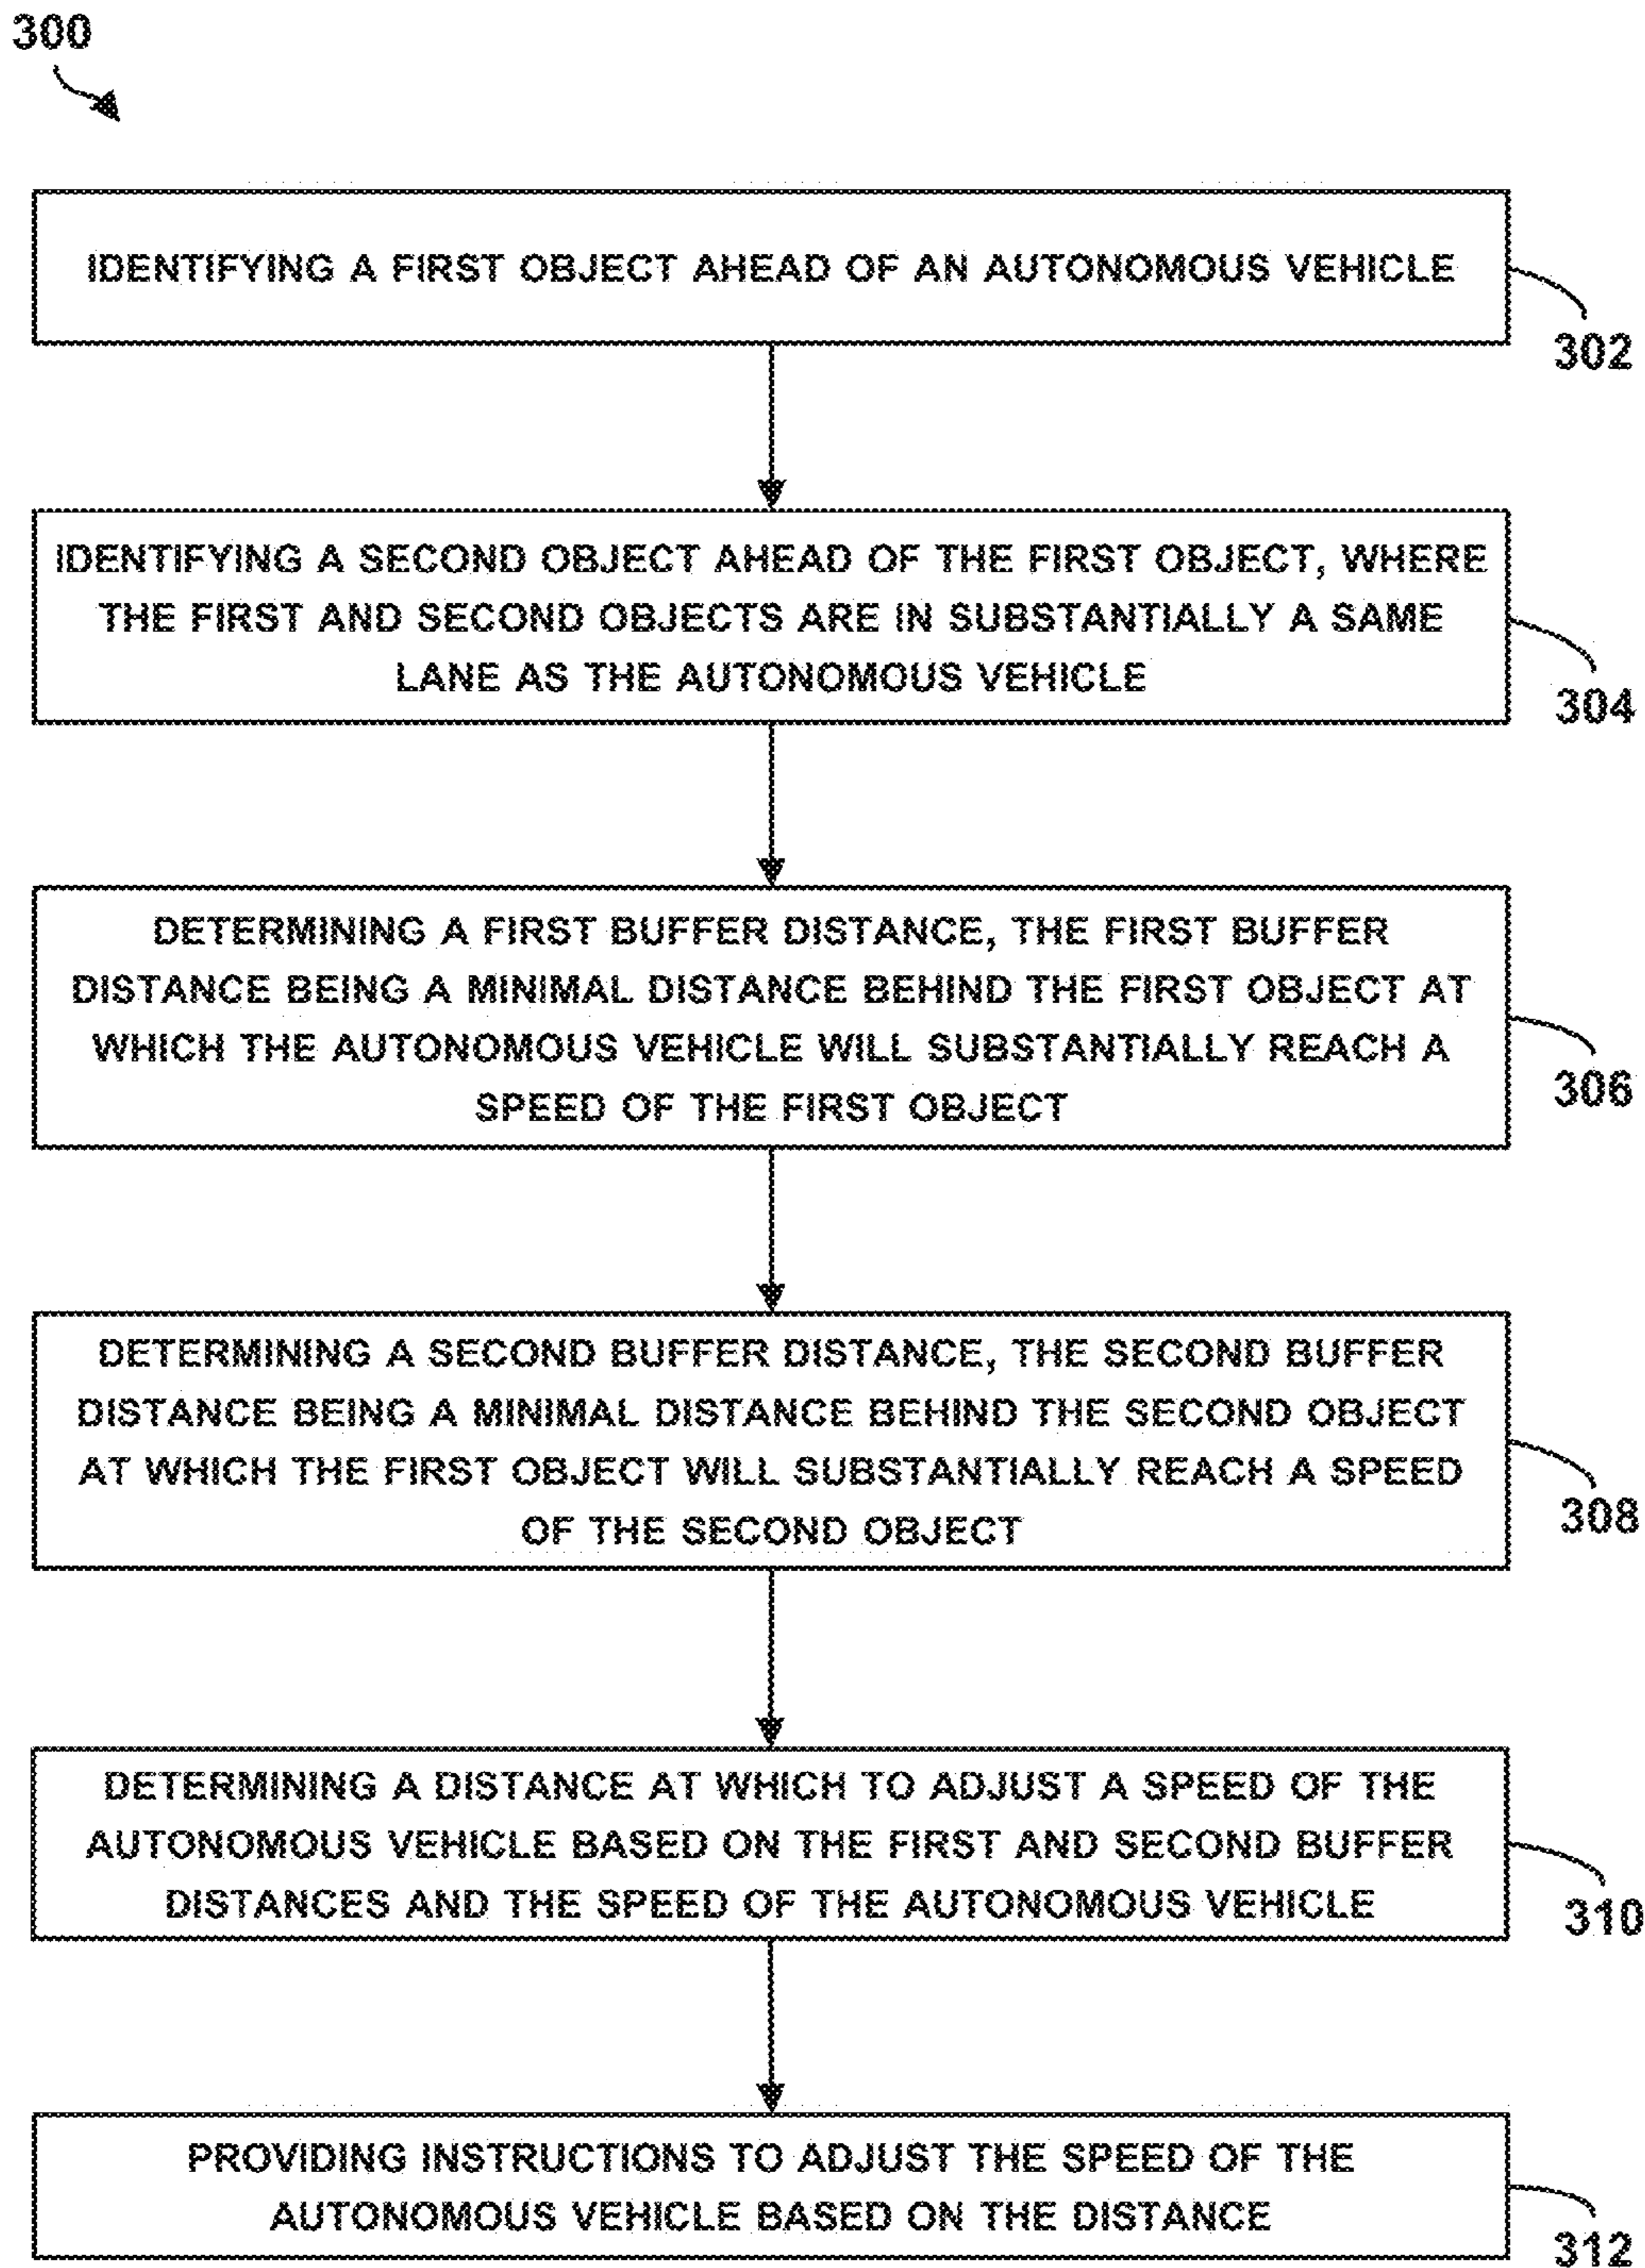 300
IDENTIFYING A FIRST OBJECT AHEAD OF AN AUTONOMOUS VEHICLE
302
IDENTIFYING A SECOND OBJECT AHEAD OF THE FIRST OBJECT, WHERE
THE FIRST AND SECOND OBJECTS ARE IN SUBSTANTIALLY A SAME
LANE AS THE AUTONOMOUS VEHICLE
304
DETERMINING A FIRST BUFFER DISTANCE, THE FIRST BUFFER
DISTANCE BEING A MINIMAL DISTANCE BEHIND THE FIRST OBJECT AT
WHICH THE AUTONOMOUS VEHICLE WILL SUBSTANTIALLY REACH A
SPEED OF THE FIRST OBJECT
306
DETERMINING A SECOND BUFFER DISTANCE, THE SECOND BUFFER
DISTANCE BEING A MINIMAL DISTANCE BEHIND THE SECOND OBJECT
AT WHICH THE FIRST OBJECT WILL SUBSTANTIALLY REACH A SPEED
OF THE SECOND OBJECT
308
DETERMINING A DISTANCE AT WHICH TO ADJUST A SPEED OF THE
AUTONOMOUS VEHICLE BASED ON THE FIRST AND SECOND BUFFER
DISTANCES AND THE SPEED OF THE AUTONOMOUS VEHICLE
310
PROVIDING INSTRUCTIONS TO ADJUST THE SPEED OF THE
AUTONOMOUS VEHICLE BASED ON THE DISTANCE
312